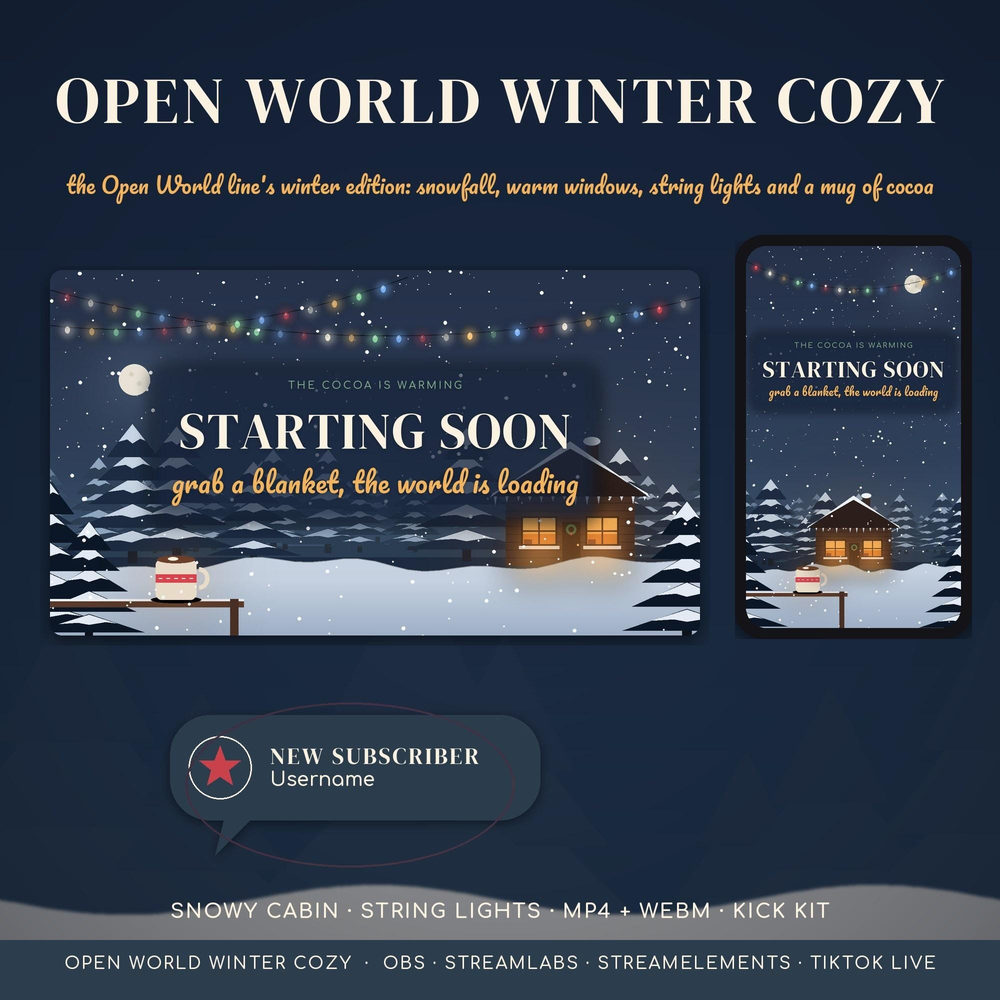 OPEN WORLD WINTER COZY
the Open World line's winter edition: snowfall, warm windows, string lights and a mug of cocoa
THE COCOA IS WARMING
STARTING SOON
grab a blanket, the world is loading
THE COCOA IS WARMING
STARTING SOON
grab a blanket, the world is loading
NEW SUBSCRIBER
Username
SNOWY CABIN · STRING LIGHTS · MP4 + WEBM · KICK KIT
OPEN WORLD WINTER COZY · OBS · STREAMLABS · STREAMELEMENTS · TIKTOK LIVE